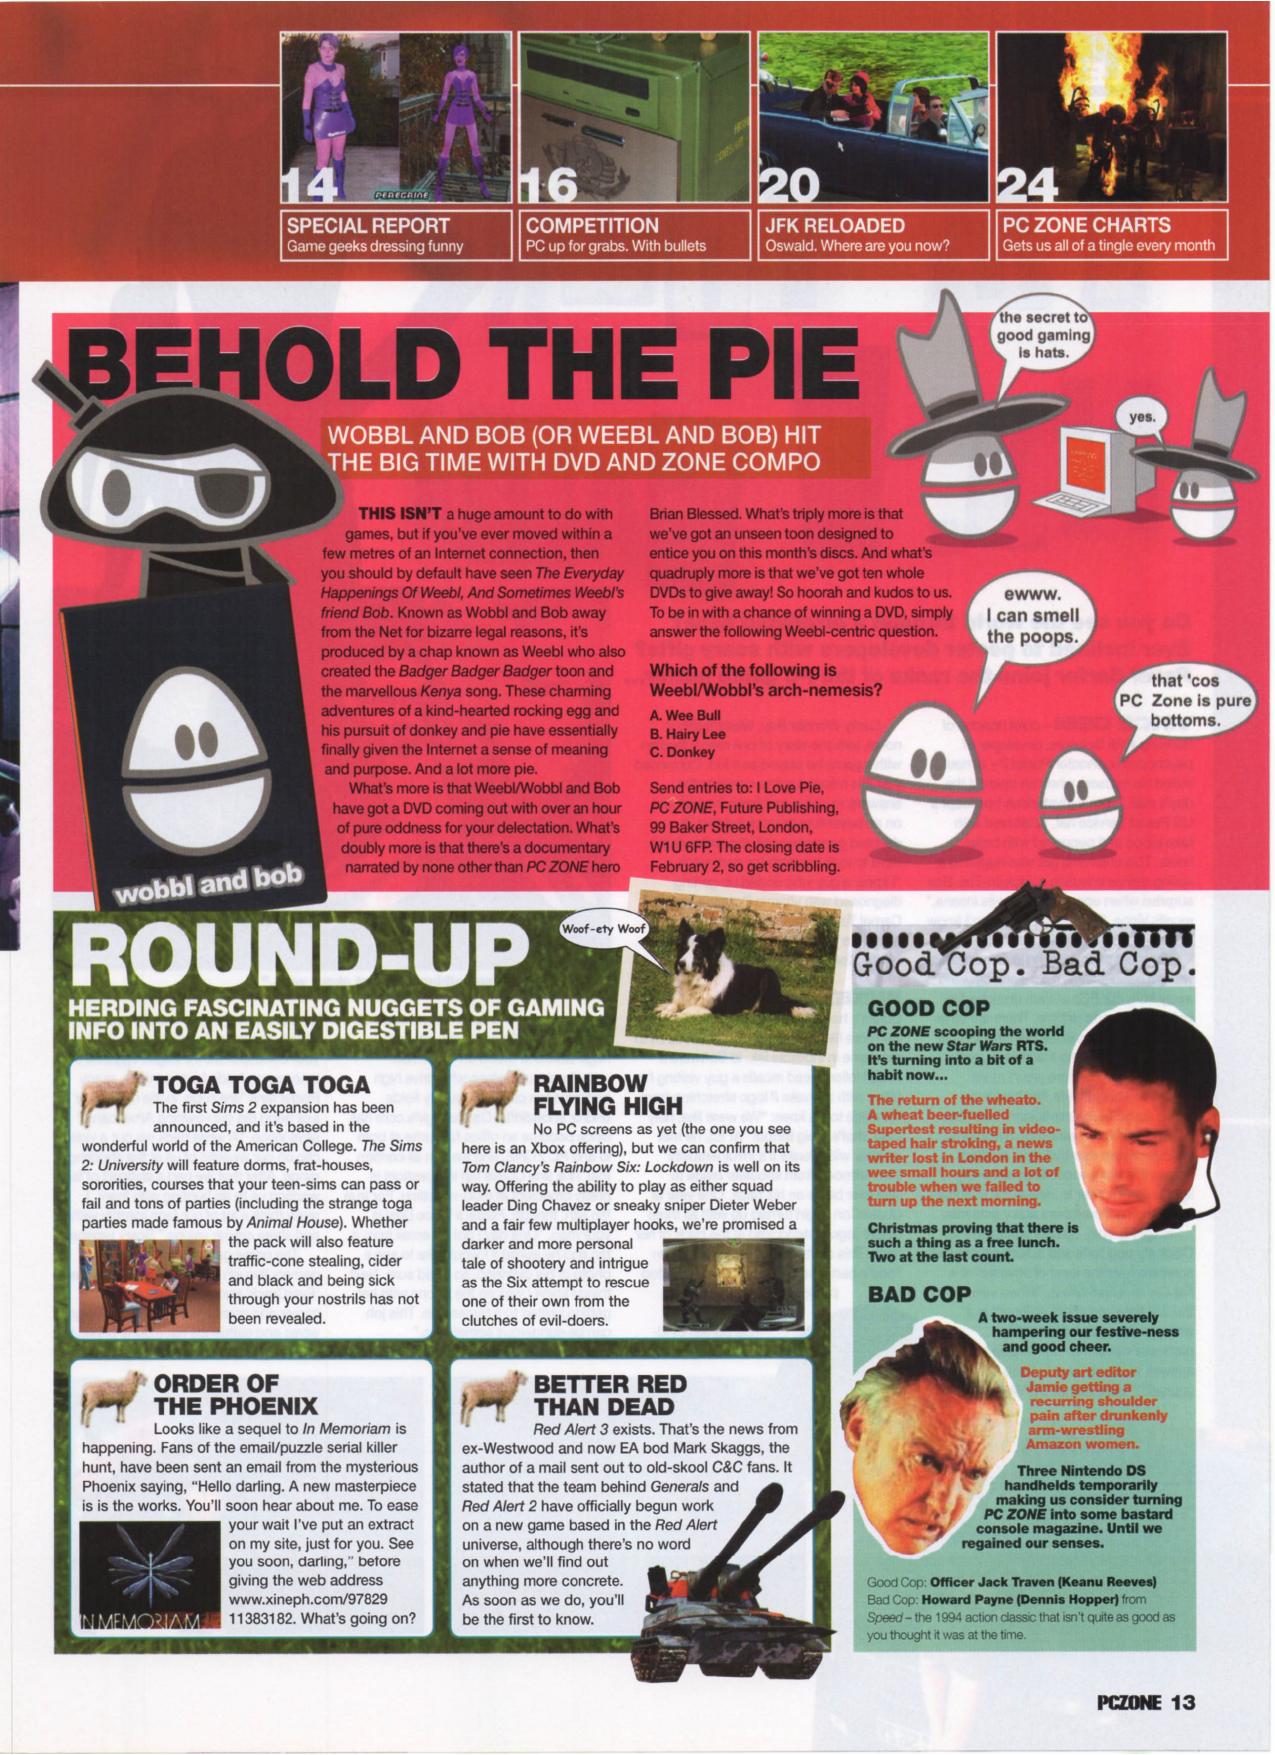 14
PEREGRINE
SPECIAL REPORT
Game geeks dressing funny
16
COMPETITION
PC up for grabs. With bullets
20
JFK RELOADED
Oswald. Where are you now?
24
PC ZONE CHARTS
Gets us all of a tingle every month
BEHOLD THE PIE
WOBBL AND BOB (OR WEEBL AND BOB) HIT
THE BIG TIME WITH DVD AND ZONE COMPO
the secret to
good gaming
is hats.
yes.
THIS ISN'T a huge amount to do with
games, but if you've ever moved within a
few metres of an Internet connection, then
you should by default have seen The Everyday
Happenings Of Weebl, And Sometimes Weebl's
friend Bob. Known as Wobbl and Bob away
from the Net for bizarre legal reasons, it's
produced by a chap known as Weebl who also
created the Badger Badger Badger toon and
the marvellous Kenya song. These charming
adventures of a kind-hearted rocking egg and
his pursuit of donkey and pie have essentially
finally given the Internet a sense of meaning
and purpose. And a lot more pie.
What's more is that Weebl/Wobbl and Bob
have got a DVD coming out with over an hour
of pure oddness for your delectation. What's
doubly more is that there's a documentary
narrated by none other than PC ZONE hero
Brian Blessed. What's triply more is that
we've got an unseen toon designed to
entice you on this month's discs. And what's
quadruply more is that we've got ten whole
DVDs to give away! So hoorah and kudos to us.
To be in with a chance of winning a DVD, simply
answer the following Weebl-centric question.
Which of the following is
Weebl/Wobbl's arch-nemesis?
A. Wee Bull
B. Hairy Lee
C. Donkey
Send entries to: I Love Pie,
PC ZONE, Future Publishing,
99 Baker Street, London,
W1U 6FP. The closing date is
February 2, so get scribbling.
ewww.
I can smell
the poops.
that 'cos
PC Zone is pure
bottoms.
wobbl and bob
ROUND-UP
HERDING FASCINATING NUGGETS OF GAMING
INFO INTO AN EASILY DIGESTIBLE PEN
Woof-ety Woof
TOGA TOGA TOGA
The first Sims 2 expansion has been
announced, and it's based in the
wonderful world of the American College. The Sims
2: University will feature dorms, frat-houses,
sororities, courses that your teen-sims can pass or
fail and tons of parties (including the strange toga
parties made famous by Animal House). Whether
the pack will also feature
traffic-cone stealing, cider
and black and being sick
through your nostrils has not
been revealed.
RAINBOW
FLYING HIGH
No PC screens as yet (the one you see
here is an Xbox offering), but we can confirm that
Tom Clancy's Rainbow Six: Lockdown is well on its
way. Offering the ability to play as either squad
leader Ding Chavez or sneaky sniper Dieter Weber
and a fair few multiplayer hooks, we're promised a
darker and more personal
tale of shootery and intrigue
as the Six attempt to rescue
one of their own from the
clutches of evil-doers.
ORDER OF
THE PHOENIX
Looks like a sequel to In Memoriam is
happening. Fans of the email/puzzle serial killer
hunt, have been sent an email from the mysterious
Phoenix saying, “Hello darling. A new masterpiece
is is the works. You'll soon hear about me. To ease
your wait I've put an extract
on my site, just for you. See
you soon, darling,” before
giving the web address
www.xineph.com/97829
11383182. What's going on?
IN MEMORIAM
BETTER RED
THAN DEAD
Red Alert 3 exists. That's the news from
ex-Westwood and now EA bod Mark Skaggs, the
author of a mail sent out to old-skool C&C fans. It
stated that the team behind Generals and
Red Alert 2 have officially begun work
on a new game based in the Red Alert
universe, although there's no word
on when we'll find out
anything more concrete.
As soon as we do, you'll
be the first to know.
Good Cop. Bad Cop.
GOOD COP
PC ZONE scooping the world
on the new Star Wars RTS.
It's turning into a bit of a
habit now...
The return of the wheato.
A wheat beer-fuelled
Supertest resulting in video-
taped hair stroking, a news
writer lost in London in the
wee small hours and a lot of
trouble when we failed to
turn up the next morning.
Christmas proving that there is
such a thing as a free lunch.
Two at the last count.
BAD COP
A two-week issue severely
hampering our festive-ness
and good cheer.
Deputy art editor
Jamie getting a
recurring shoulder
pain after drunkenly
arm-wrestling
Amazon women.
Three Nintendo DS
handhelds temporarily
making us consider turning
PC ZONE into some bastard
console magazine. Until we
regained our senses.
Good Cop: Officer Jack Traven (Keanu Reeves)
Bad Cop: Howard Payne (Dennis Hopper) from
Speed – the 1994 action classic that isn't quite as good as
you thought it was at the time.
PCZONE 13